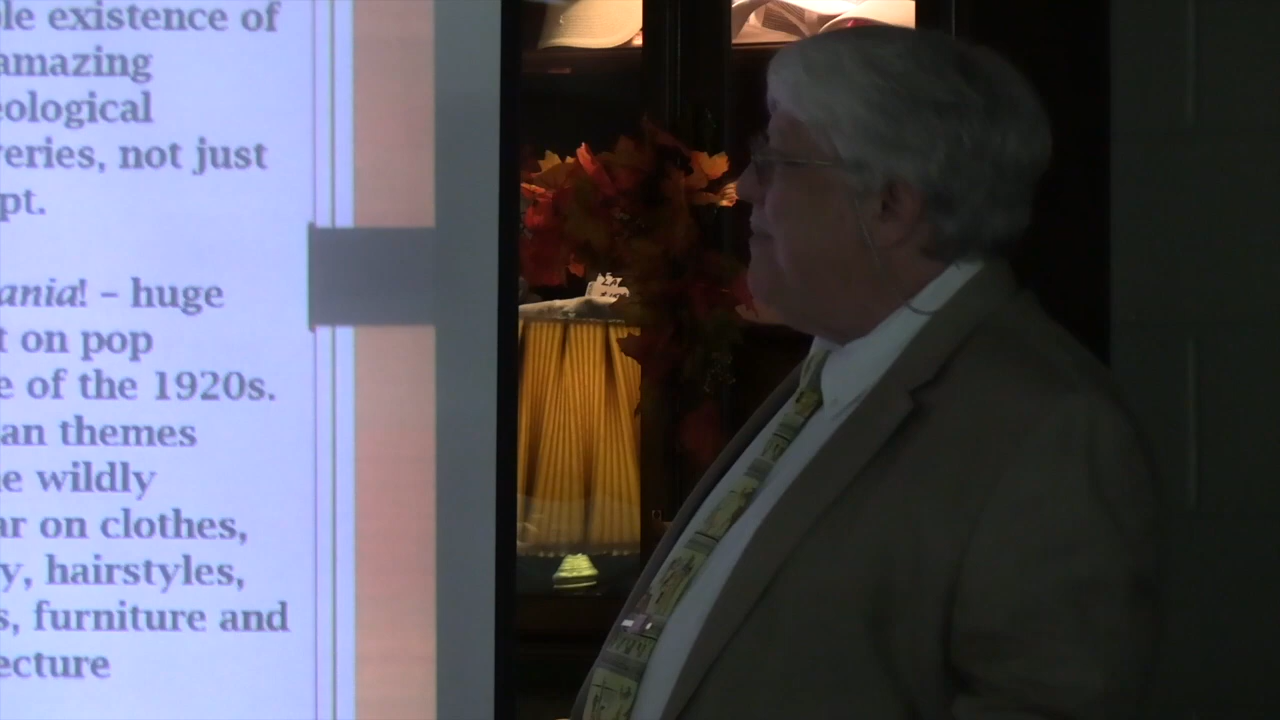 le existence of
amazing
eological
eries, not just
pt.
ania! – huge
t on pop
e of the 1920s.
an themes
e wildly
ar on clothes,
y, hairstyles,
s, furniture and
ecture